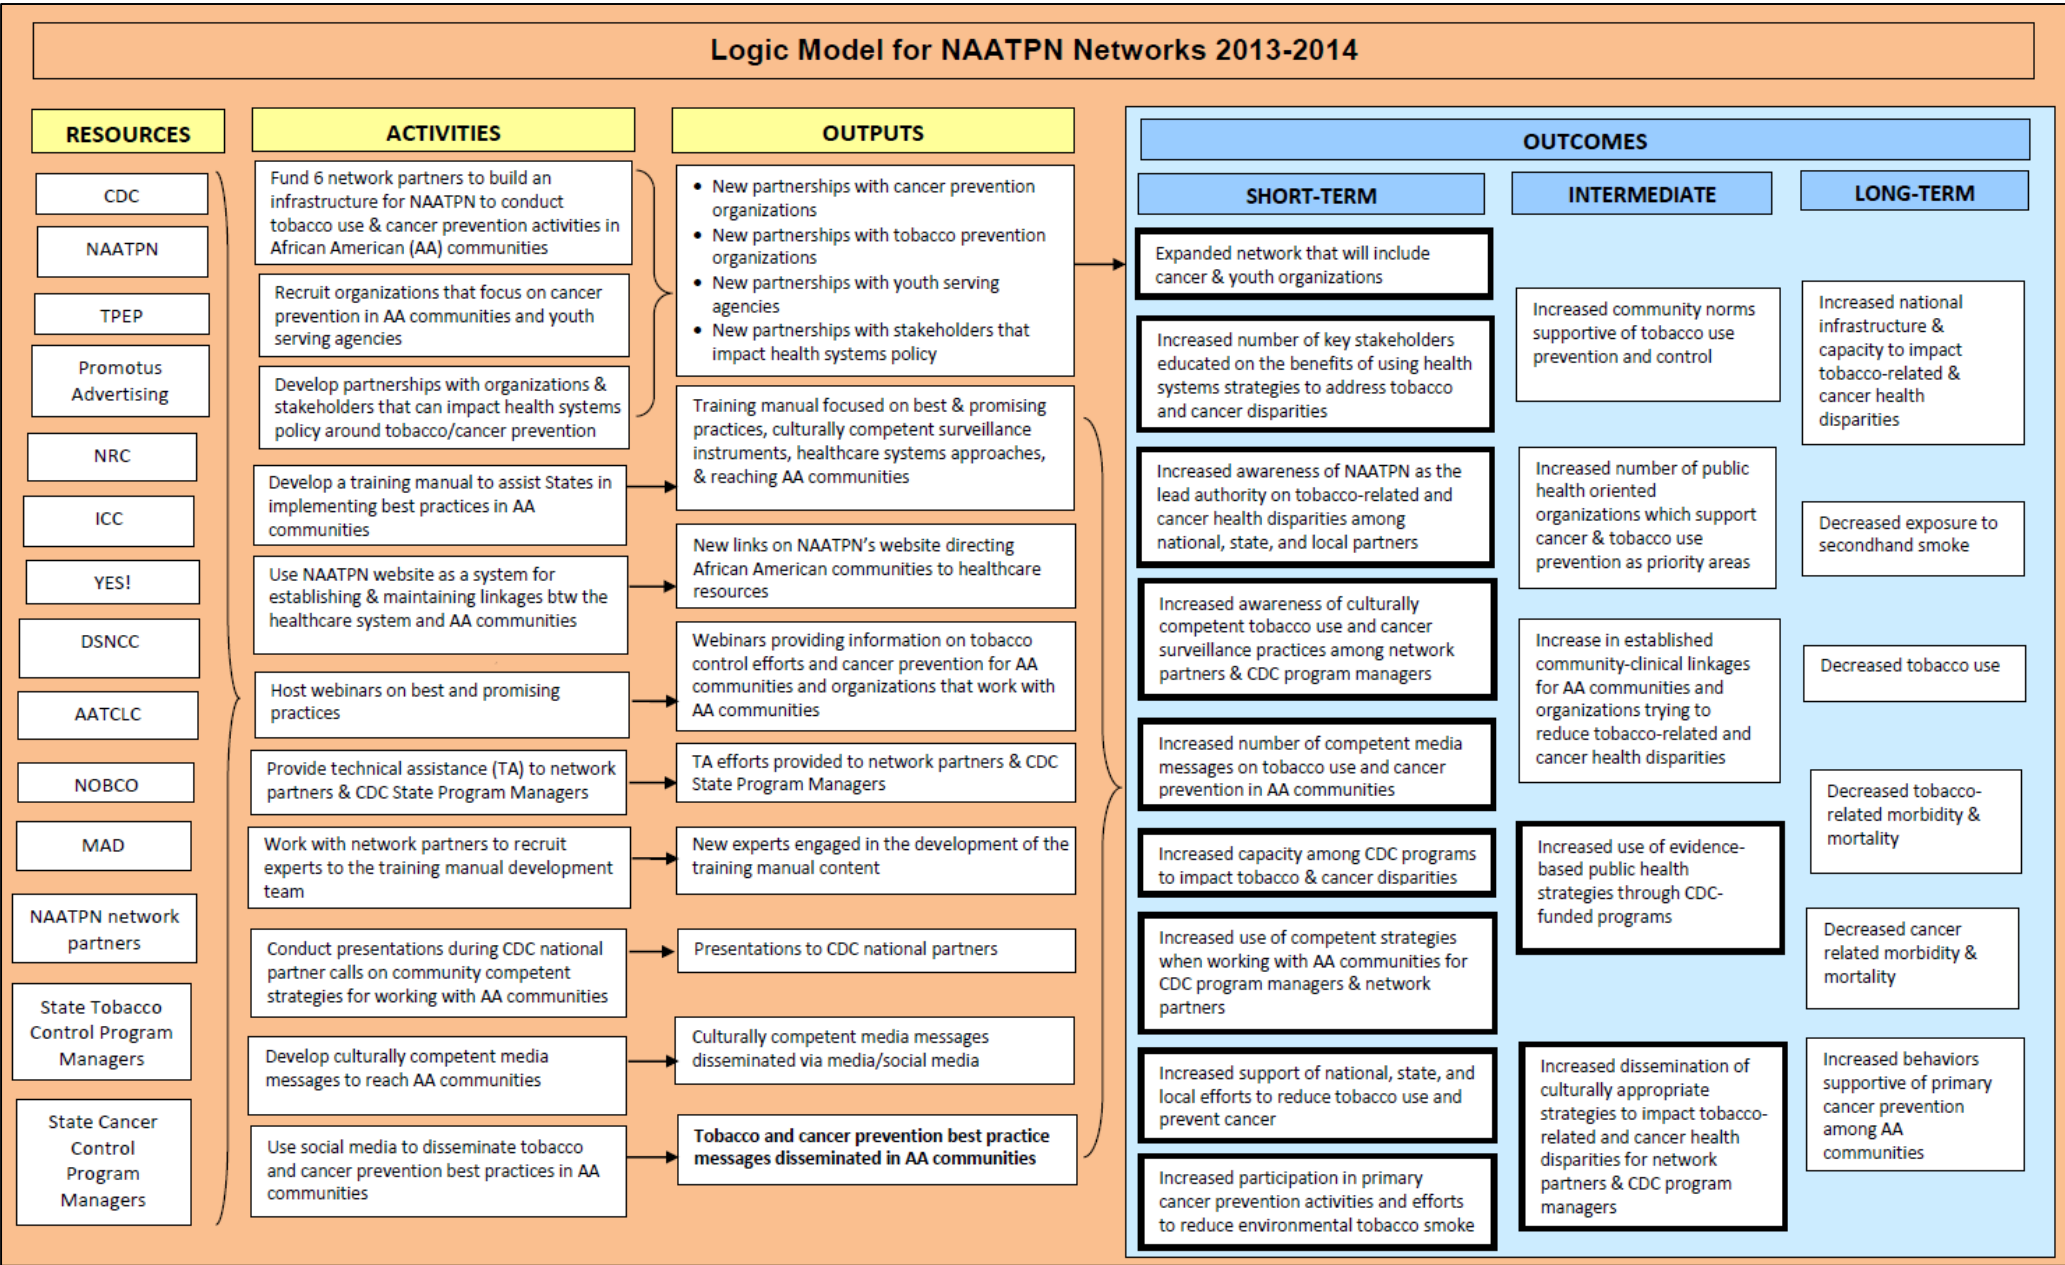 Logic Model for NAATPN Networks 2013-2014
RESOURCES
CDC
NAATPN
TPEP
Promotus
Advertising
NRC
ICC
YES!
DSNCC
AATCLC
NOBCO
MAD
NAATPN network
partners
State Tobacco
Control Program
Managers
State Cancer
Control
Program
Managers
ACTIVITIES
Fund 6 network partners to build an
infrastructure for NAATPN to conduct
tobacco use & cancer prevention activities in
African American (AA) communities
Recruit organizations that focus on cancer
prevention in AA communities and youth
serving agencies
Develop partnerships with organizations &
stakeholders that can impact health systems
policy around tobacco/cancer prevention
Develop a training manual to assist States in
implementing best practices in AA
communities
Use NAATPN website as a system for
establishing & maintaining linkages btw the
healthcare system and AA communities
Host webinars on best and promising
practices
Provide technical assistance (TA) to network
partners & CDC State Program Managers
Work with network partners to recruit
experts to the training manual development
team
Conduct presentations during CDC national
partner calls on community competent
strategies for working with AA communities
Develop culturally competent media
messages to reach AA communities
Use social media to disseminate tobacco
and cancer prevention best practices in AA
communities
OUTPUTS
• New partnerships with cancer prevention
organizations
• New partnerships with tobacco prevention
organizations
• New partnerships with youth serving
agencies
• New partnerships with stakeholders that
impact health systems policy
Training manual focused on best & promising
practices, culturally competent surveillance
instruments, healthcare systems approaches,
& reaching AA communities
New links on NAATPN’s website directing
African American communities to healthcare
resources
Webinars providing information on tobacco
control efforts and cancer prevention for AA
communities and organizations that work with
AA communities
TA efforts provided to network partners & CDC
State Program Managers
New experts engaged in the development of the
training manual content
Presentations to CDC national partners
Culturally competent media messages
disseminated via media/social media
Tobacco and cancer prevention best practice
messages disseminated in AA communities
OUTCOMES
SHORT-TERM
Expanded network that will include
cancer & youth organizations
Increased number of key stakeholders
educated on the benefits of using health
systems strategies to address tobacco
and cancer disparities
Increased awareness of NAATPN as the
lead authority on tobacco-related and
cancer health disparities among
national, state, and local partners
Increased awareness of culturally
competent tobacco use and cancer
surveillance practices among network
partners & CDC program managers
Increased number of competent media
messages on tobacco use and cancer
prevention in AA communities
Increased capacity among CDC programs
to impact tobacco & cancer disparities
Increased use of competent strategies
when working with AA communities for
CDC program managers & network
partners
Increased support of national, state, and
local efforts to reduce tobacco use and
prevent cancer
Increased participation in primary
cancer prevention activities and efforts
to reduce environmental tobacco smoke
INTERMEDIATE
Increased community norms
supportive of tobacco use
prevention and control
Increased number of public
health oriented
organizations which support
cancer & tobacco use
prevention as priority areas
Increase in established
community-clinical linkages
for AA communities and
organizations trying to
reduce tobacco-related and
cancer health disparities
Increased use of evidence-
based public health
strategies through CDC-
funded programs
Increased dissemination of
culturally appropriate
strategies to impact tobacco-
related and cancer health
disparities for network
partners & CDC program
managers
LONG-TERM
Increased national
infrastructure &
capacity to impact
tobacco-related &
cancer health
disparities
Decreased exposure to
secondhand smoke
Decreased tobacco use
Decreased tobacco-
related morbidity &
mortality
Decreased cancer
related morbidity &
mortality
Increased behaviors
supportive of primary
cancer prevention
among AA
communities